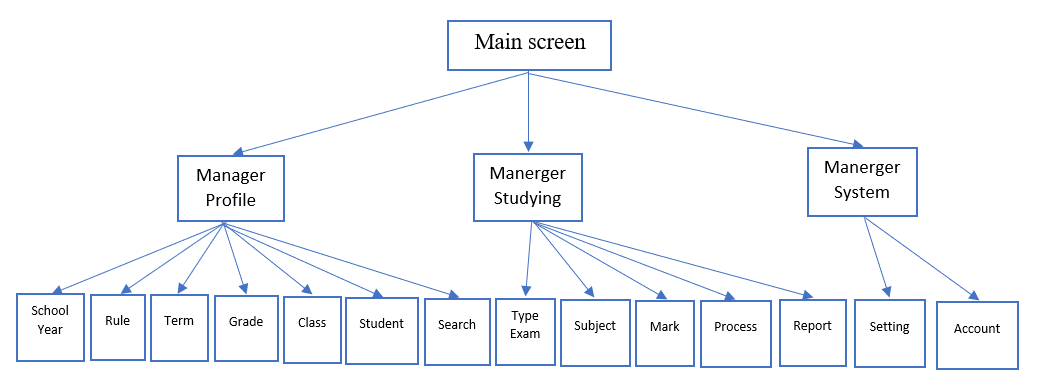 Main screen
Manager
Profile
Manerger
Studying
Manerger
System
School
Year
Rule
Term
Grade
Class
Student
Search
Type
Exam
Subject
Mark
Process
Report
Setting
Account